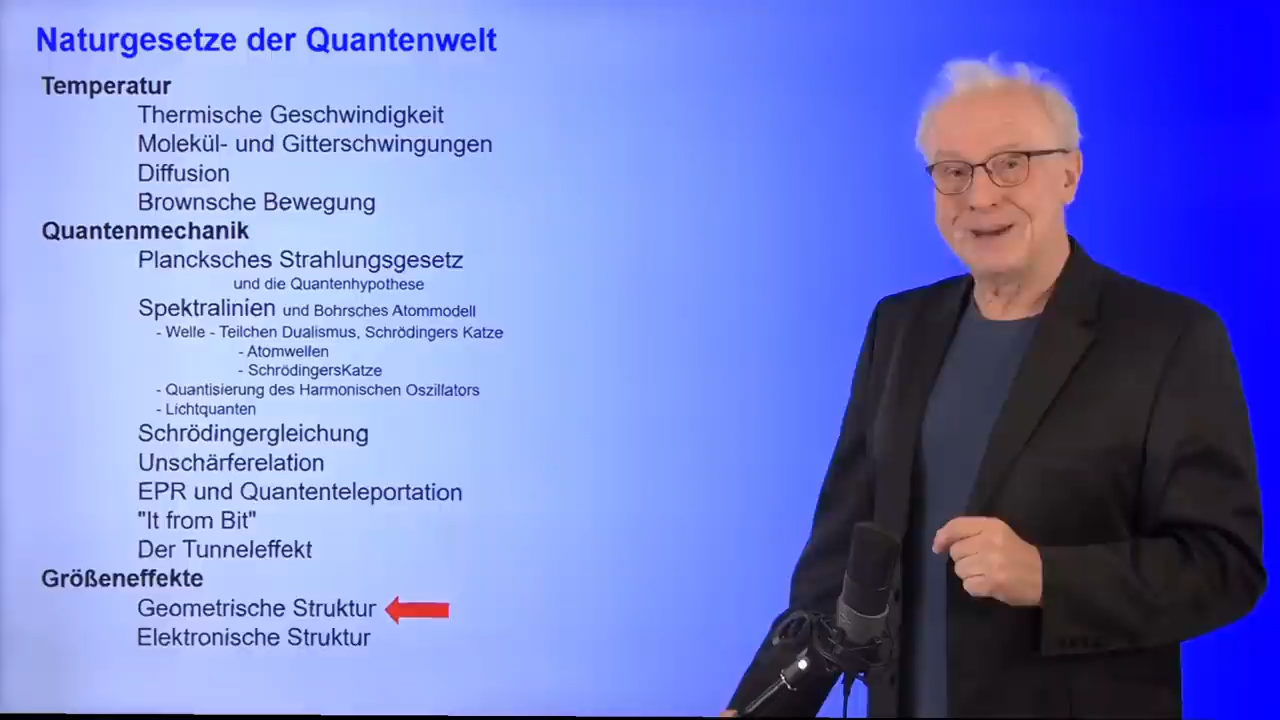 Naturgesetze der Quantenwelt
Temperatur
Thermische Geschwindigkeit
Molekül- und Gitterschwingungen
Diffusion
Brownsche Bewegung
Quantenmechanik
Plancksches Strahlungsgesetz
und die Quantenhypothese
Spektralinien und Bohrsches Atommodell
- Welle - Teilchen Dualismus, Schrödingers Katze
- Atomwellen
- SchrödingersKatze
- Quantisierung des Harmonischen Oszillators
- Lichtquanten
Schrödingergleichung
Unschärferelation
EPR und Quantenteleportation
"It from Bit"
Der Tunneleffekt
Größeneffekte
Geometrische Struktur
Elektronische Struktur